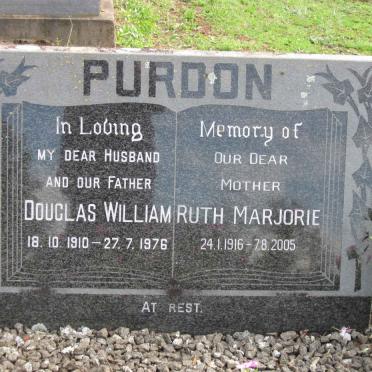 PURDON
In Loving
MY DEAR HUSBAND
AND OUR FATHER
DOUGLAS WILLIAM
18.10.1910-27.7.1976
Memory of
OUR DEAR
MOTHER
RUTH MARJORIE
24.1.1916-7.8.2005
AT REST.